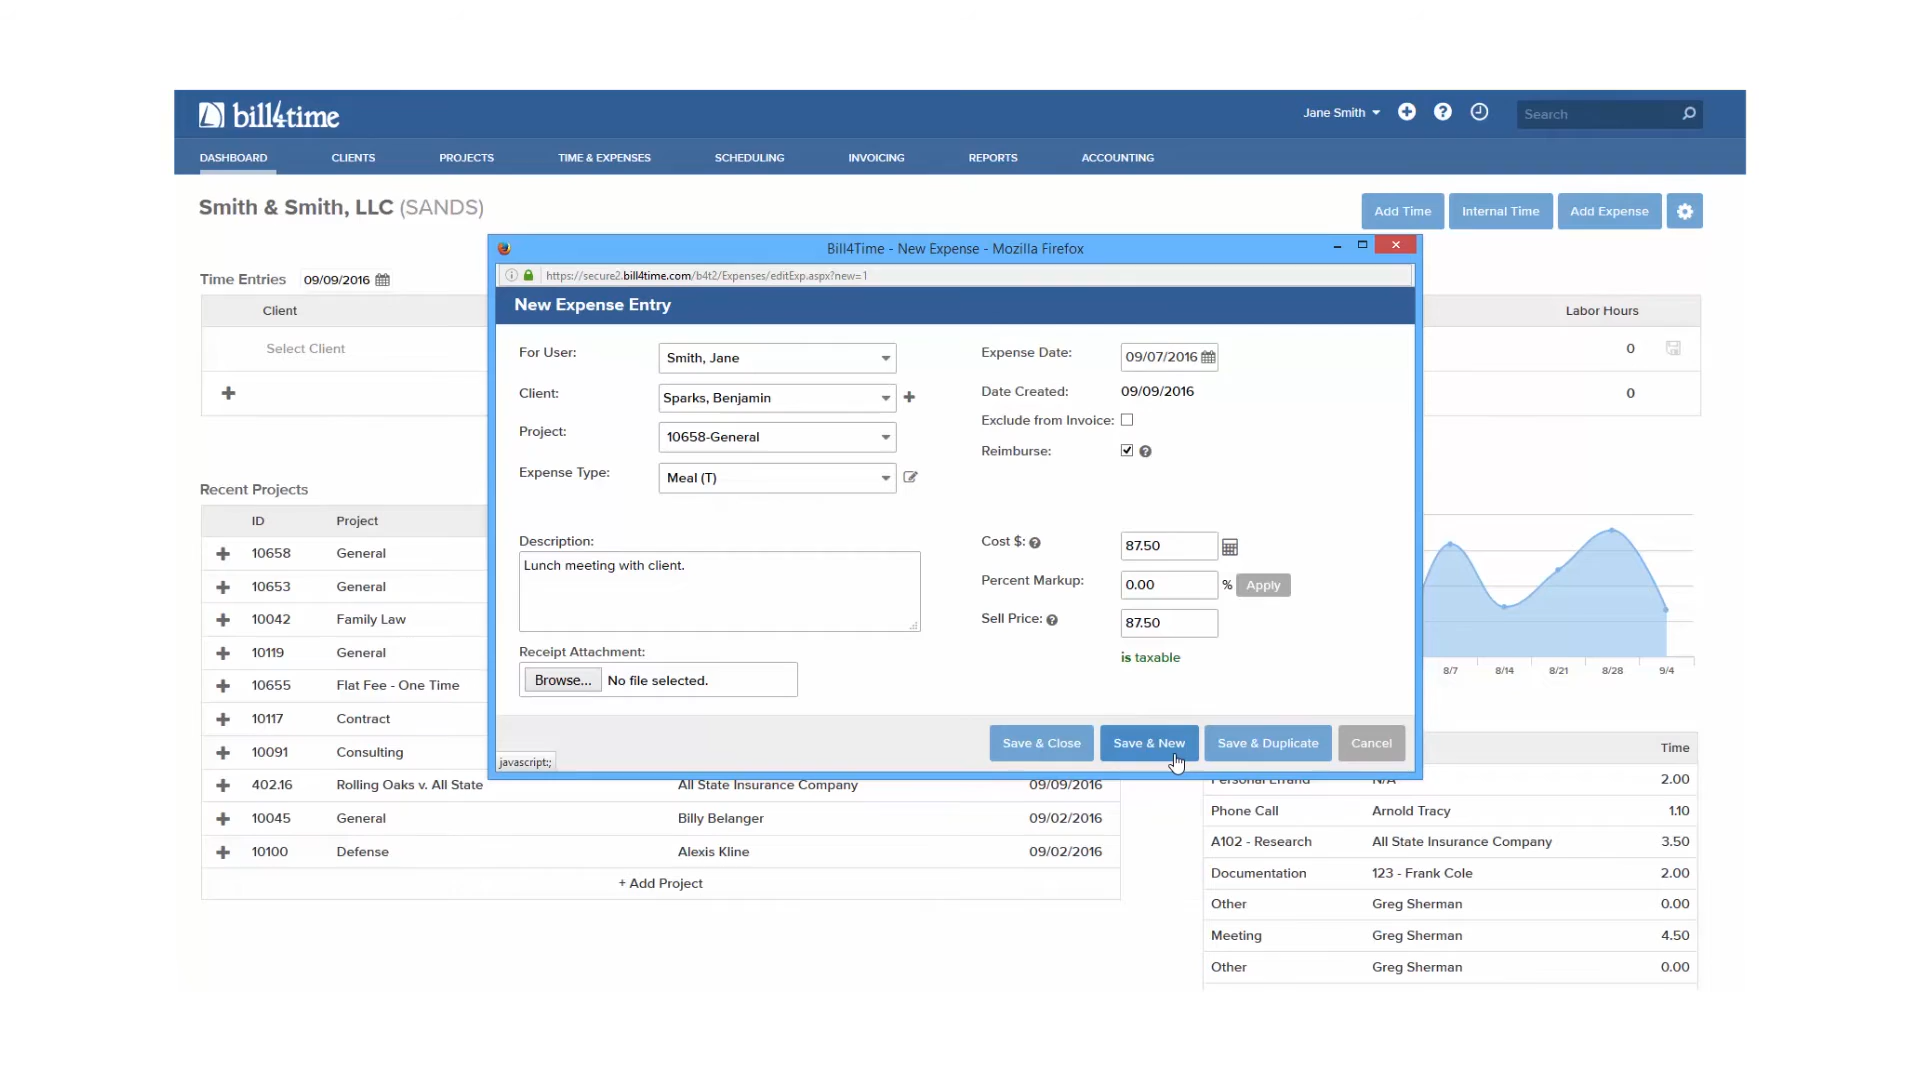 bill4time
Jane Smith
Search
DASHBOARD CLIENTS PROJECTS TIME & EXPENSES SCHEDULING INVOICING REPORTS ACCOUNTING
Smith & Smith, LLC (SANDS)
Add Time Internal Time Add Expense
Time Entries 09/09/2016
Client
Labor Hours
Select Client
0
0
Bill4Time - New Expense - Mozilla Firefox
https://secure2.bill4time.com/b4t2/Expenses/editExp.aspx?new=1
New Expense Entry
For User: Smith, Jane
Client: Sparks, Benjamin
Project: 10658-General
Expense Type: Meal (T)
Expense Date: 09/07/2016
Date Created: 09/09/2016
Exclude from Invoice:
Reimburse:
Description:
Lunch meeting with client.
Cost $: 87.50
Percent Markup: 0.00 % Apply
Sell Price: 87.50
is taxable
Receipt Attachment:
Browse... No file selected.
Save & Close Save & New Save & Duplicate Cancel
javascript:;
Recent Projects
ID Project
10658 General
10653 General
10042 Family Law
10119 General
10655 Flat Fee - One Time
10117 Contract
10091 Consulting
402.16 Rolling Oaks v. All State All State Insurance Company 09/09/2016
10045 General Billy Belanger 09/02/2016
10100 Defense Alexis Kline 09/02/2016
+ Add Project
8/7 8/14 8/21 8/28 9/4
Time
Personal Errand N/A 2.00
Phone Call Arnold Tracy 1.10
A102 - Research All State Insurance Company 3.50
Documentation 123 - Frank Cole 2.00
Other Greg Sherman 0.00
Meeting Greg Sherman 4.50
Other Greg Sherman 0.00